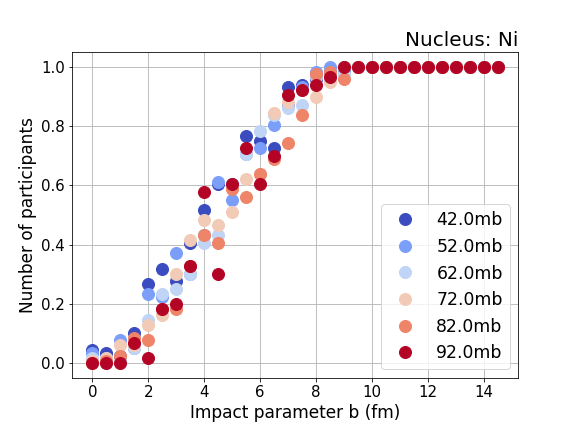 Nucleus: Ni
Number of participants
1.0
0.8
0.6
0.4
0.2
0.0
0 2 4 6 8 10 12 14
Impact parameter b (fm)
42.0mb
52.0mb
62.0mb
72.0mb
82.0mb
92.0mb